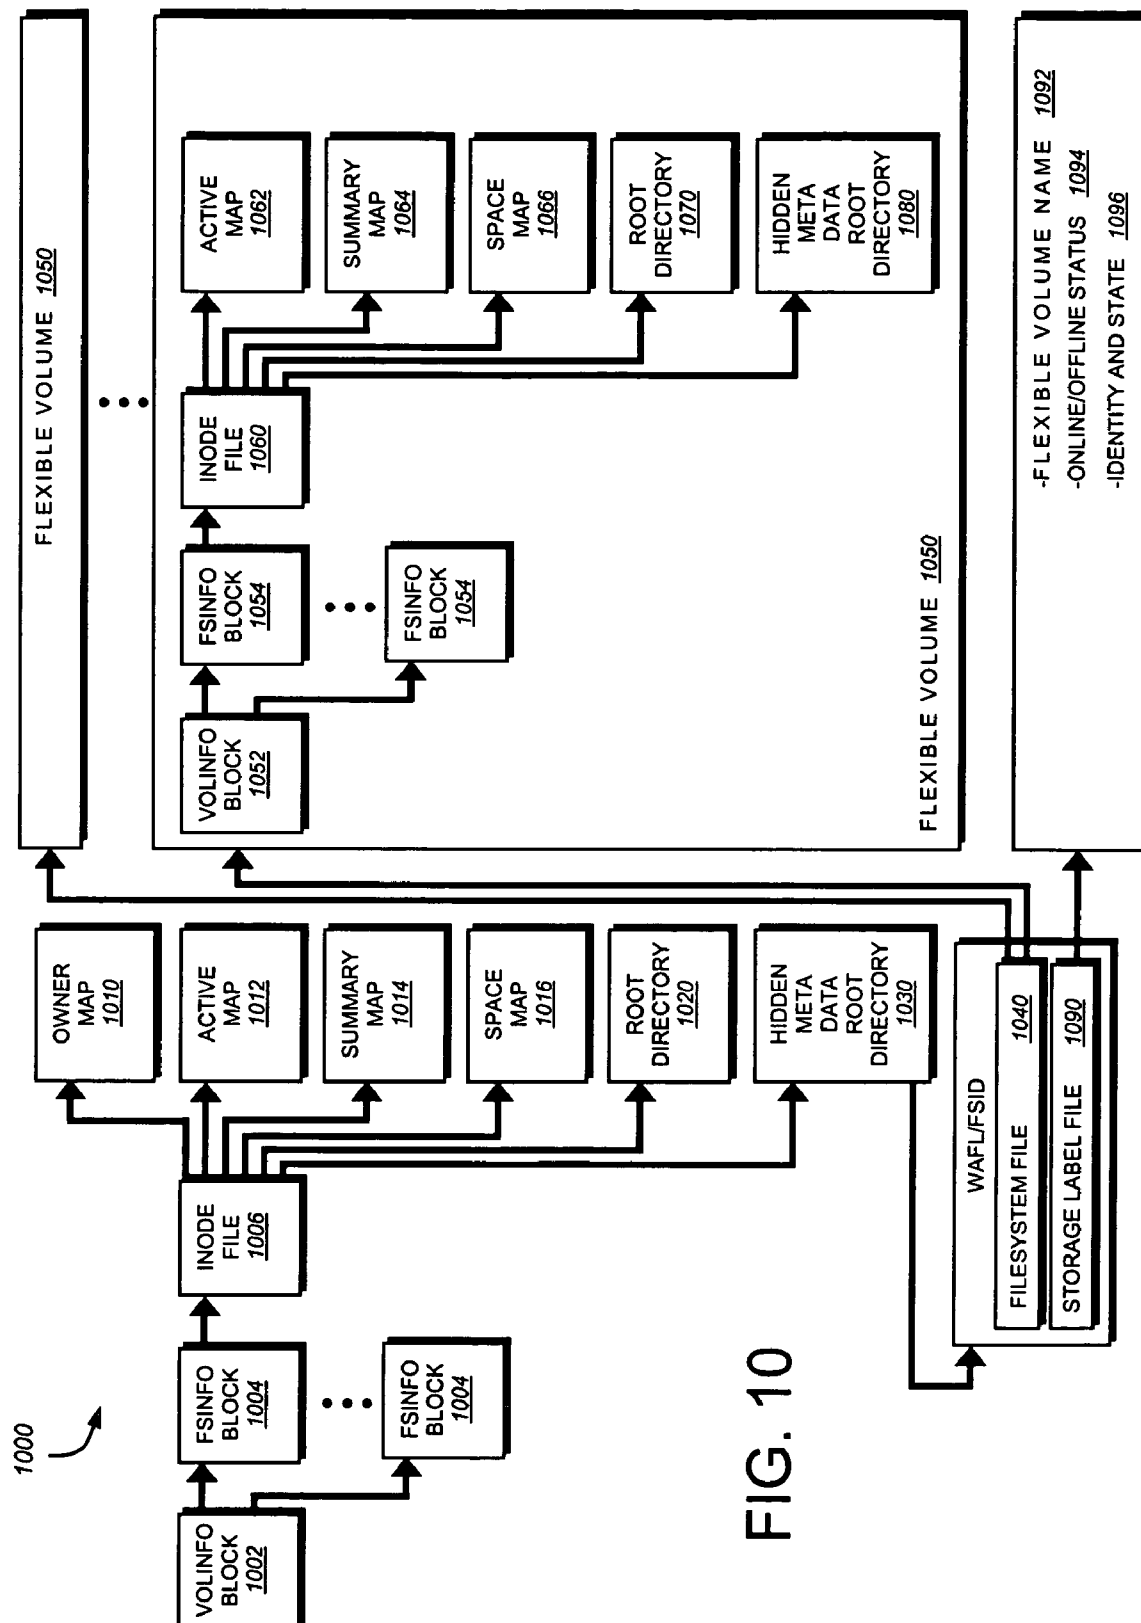 1000
VOLINFO
BLOCK
1002
FSINFO
BLOCK
1004
• • •
FSINFO
BLOCK
1004
INODE
FILE
1006
OWNER
MAP
1010
ACTIVE
MAP
1012
SUMMARY
MAP
1014
SPACE
MAP
1016
ROOT
DIRECTORY
1020
HIDDEN
META
DATA
ROOT
DIRECTORY
1030
WAFL/FSID
FILESYSTEM FILE 1040
STORAGE LABEL FILE 1090
FLEXIBLE VOLUME 1050
• • •
VOLINFO
BLOCK
1052
FSINFO
BLOCK
1054
• • •
FSINFO
BLOCK
1054
INODE
FILE
1060
ACTIVE
MAP
1062
SUMMARY
MAP
1064
SPACE
MAP
1066
ROOT
DIRECTORY
1070
HIDDEN
META
DATA
ROOT
DIRECTORY
1080
FLEXIBLE VOLUME 1050
-FLEXIBLE VOLUME NAME 1092
-ONLINE/OFFLINE STATUS 1094
-IDENTITY AND STATE 1096
FIG. 10